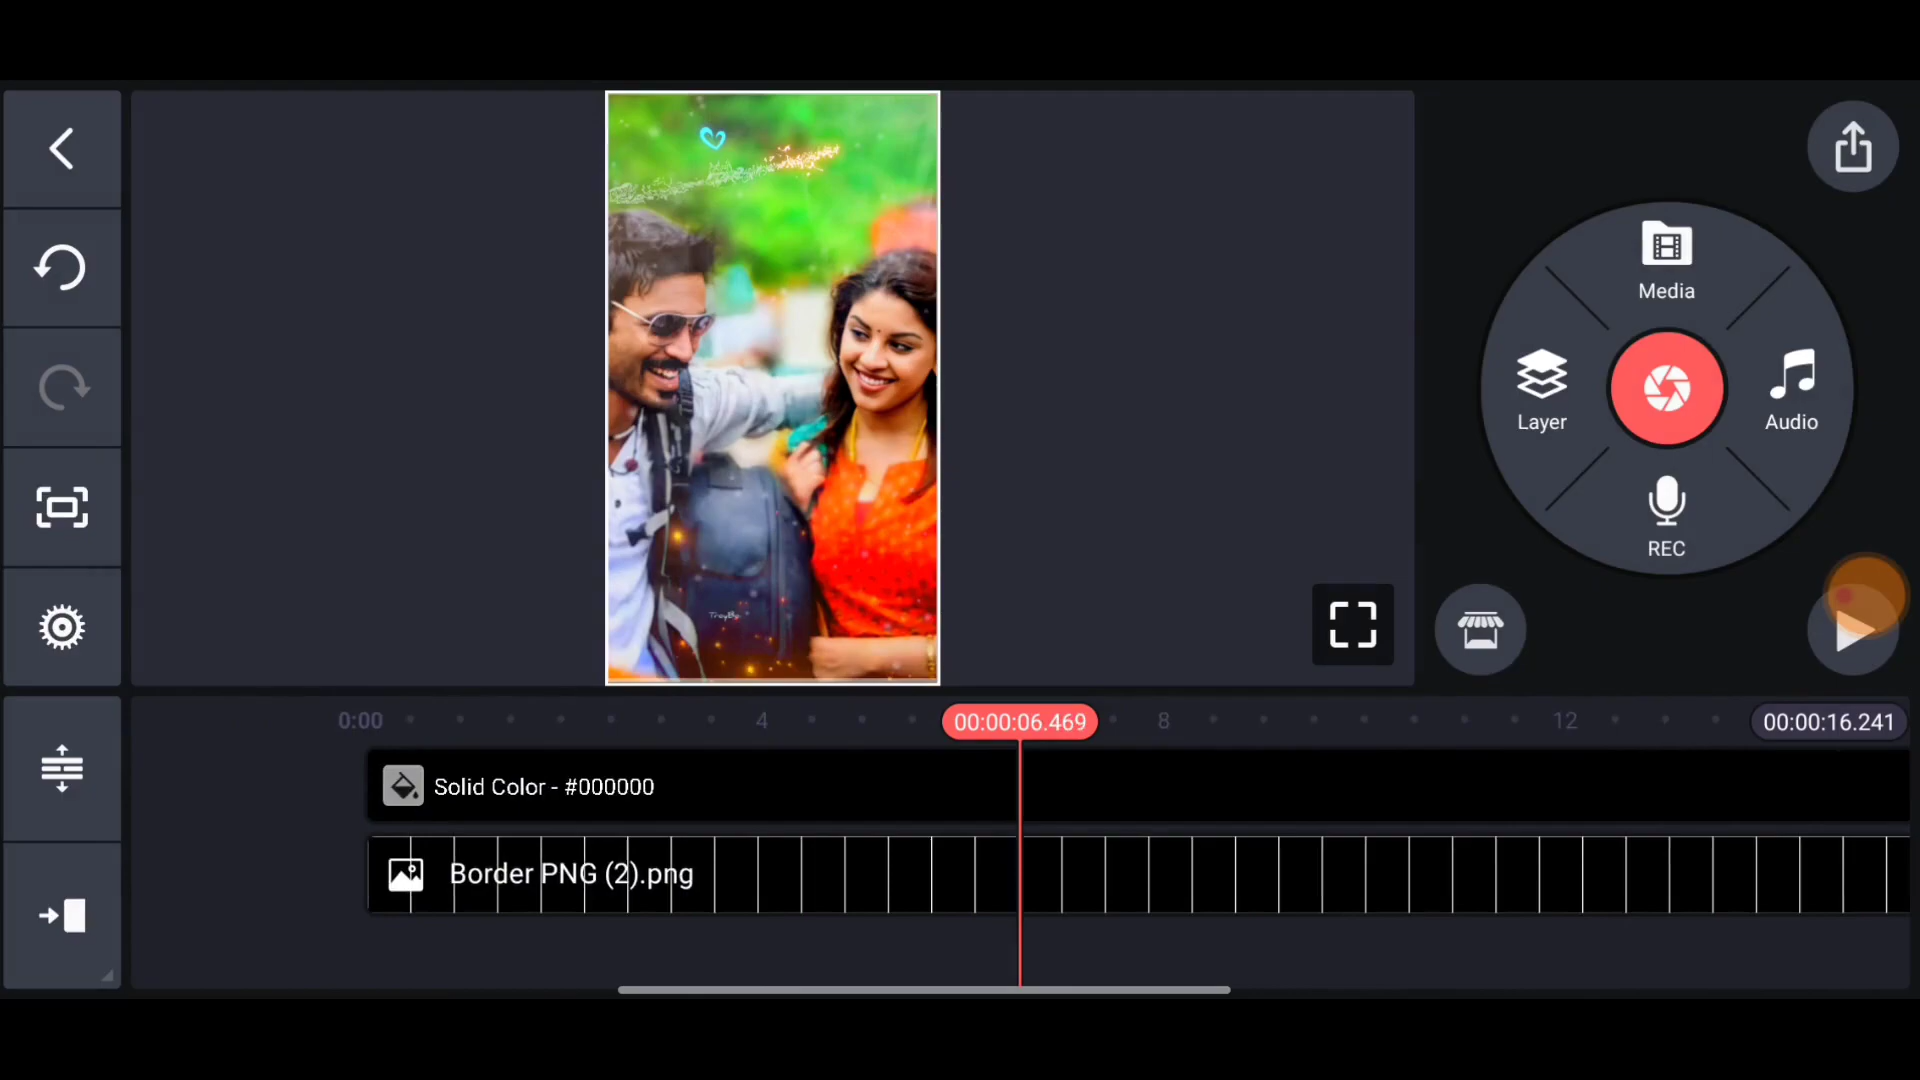 Media
Layer
Audio
REC
0:00
4
00:00:06.469
8
12
00:00:16.241
Solid Color - #000000
Border PNG (2).png